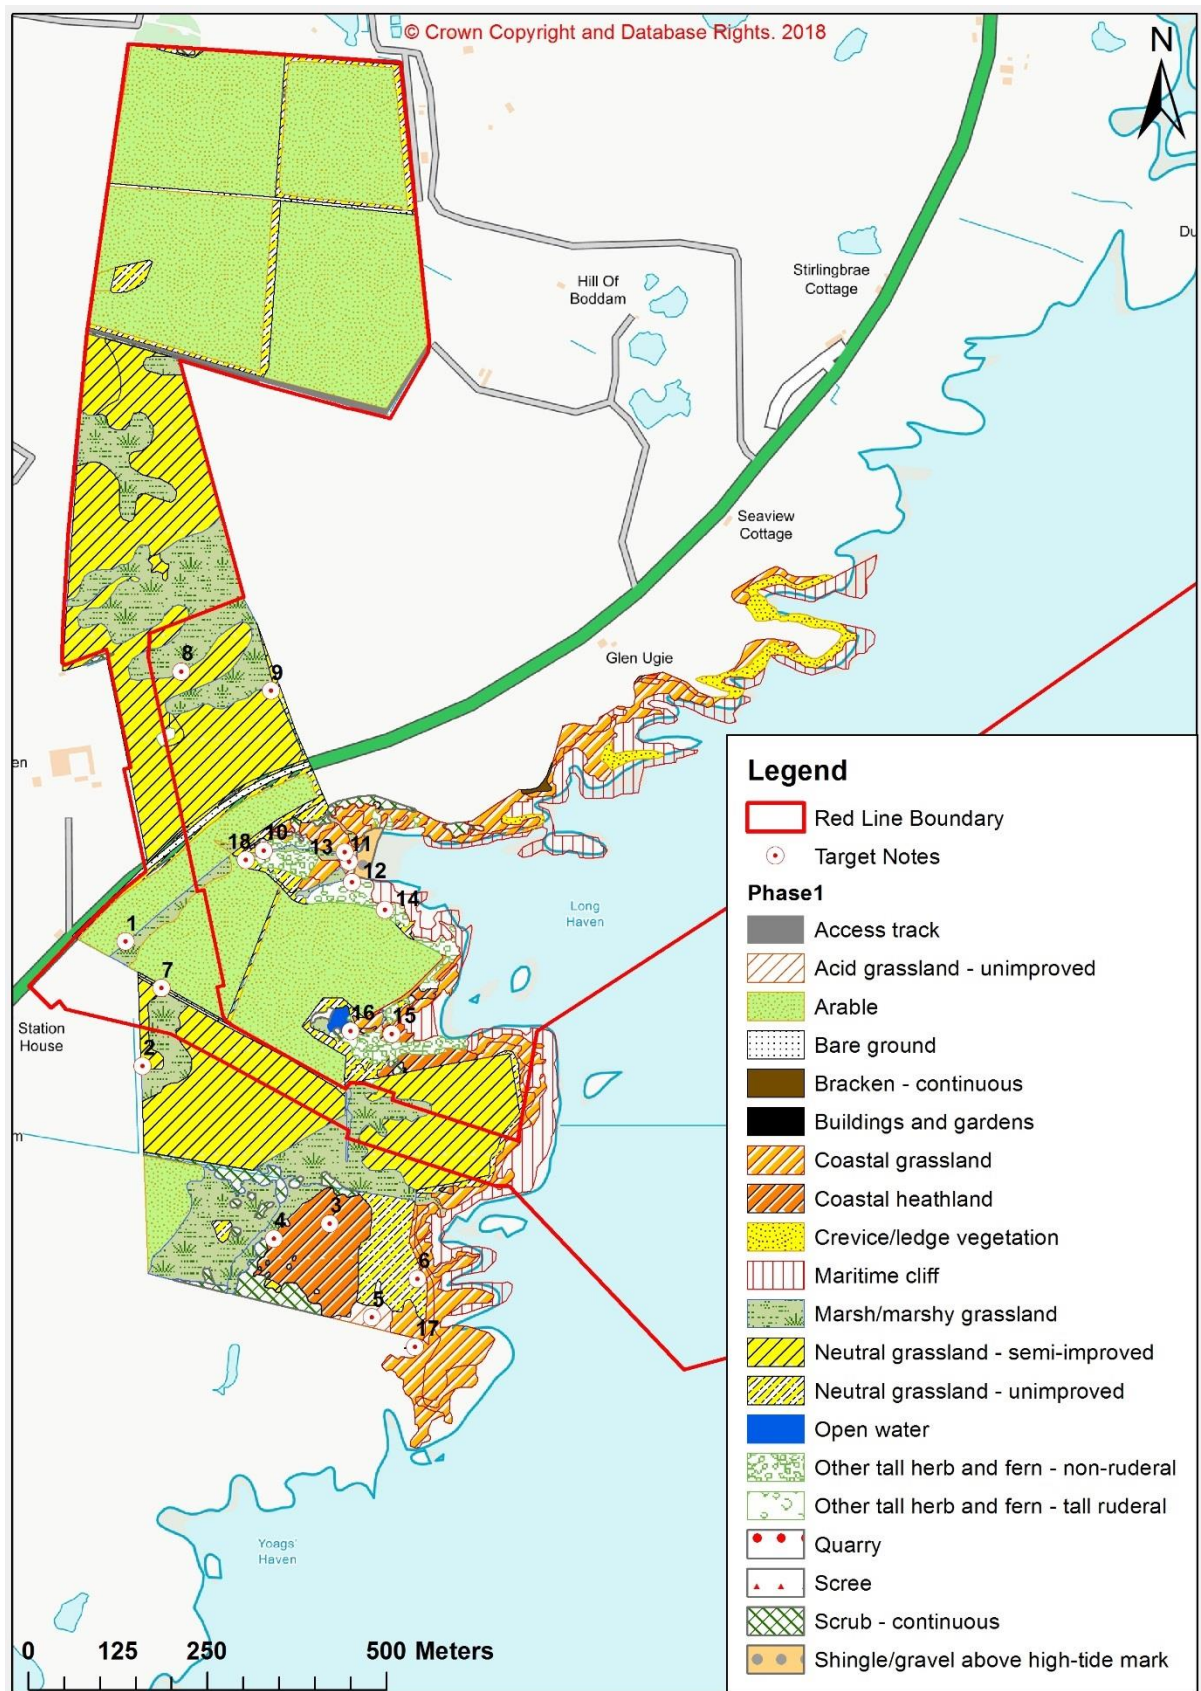 © Crown Copyright and Database Rights. 2018
N
Du
Hill Of
Boddam
Stirlingbrae
Cottage
Seaview
Cottage
Glen Ugie
8
9
en
18
10
13
11
12
14
Long
Haven
1
7
16
15
Station
House
2
m
3
4
6
5
17
Yoags'
Haven
0 125 250 500 Meters
Legend
Red Line Boundary
Target Notes
Phase1
Access track
Acid grassland - unimproved
Arable
Bare ground
Bracken - continuous
Buildings and gardens
Coastal grassland
Coastal heathland
Crevice/ledge vegetation
Maritime cliff
Marsh/marshy grassland
Neutral grassland - semi-improved
Neutral grassland - unimproved
Open water
Other tall herb and fern - non-ruderal
Other tall herb and fern - tall ruderal
Quarry
Scree
Scrub - continuous
Shingle/gravel above high-tide mark